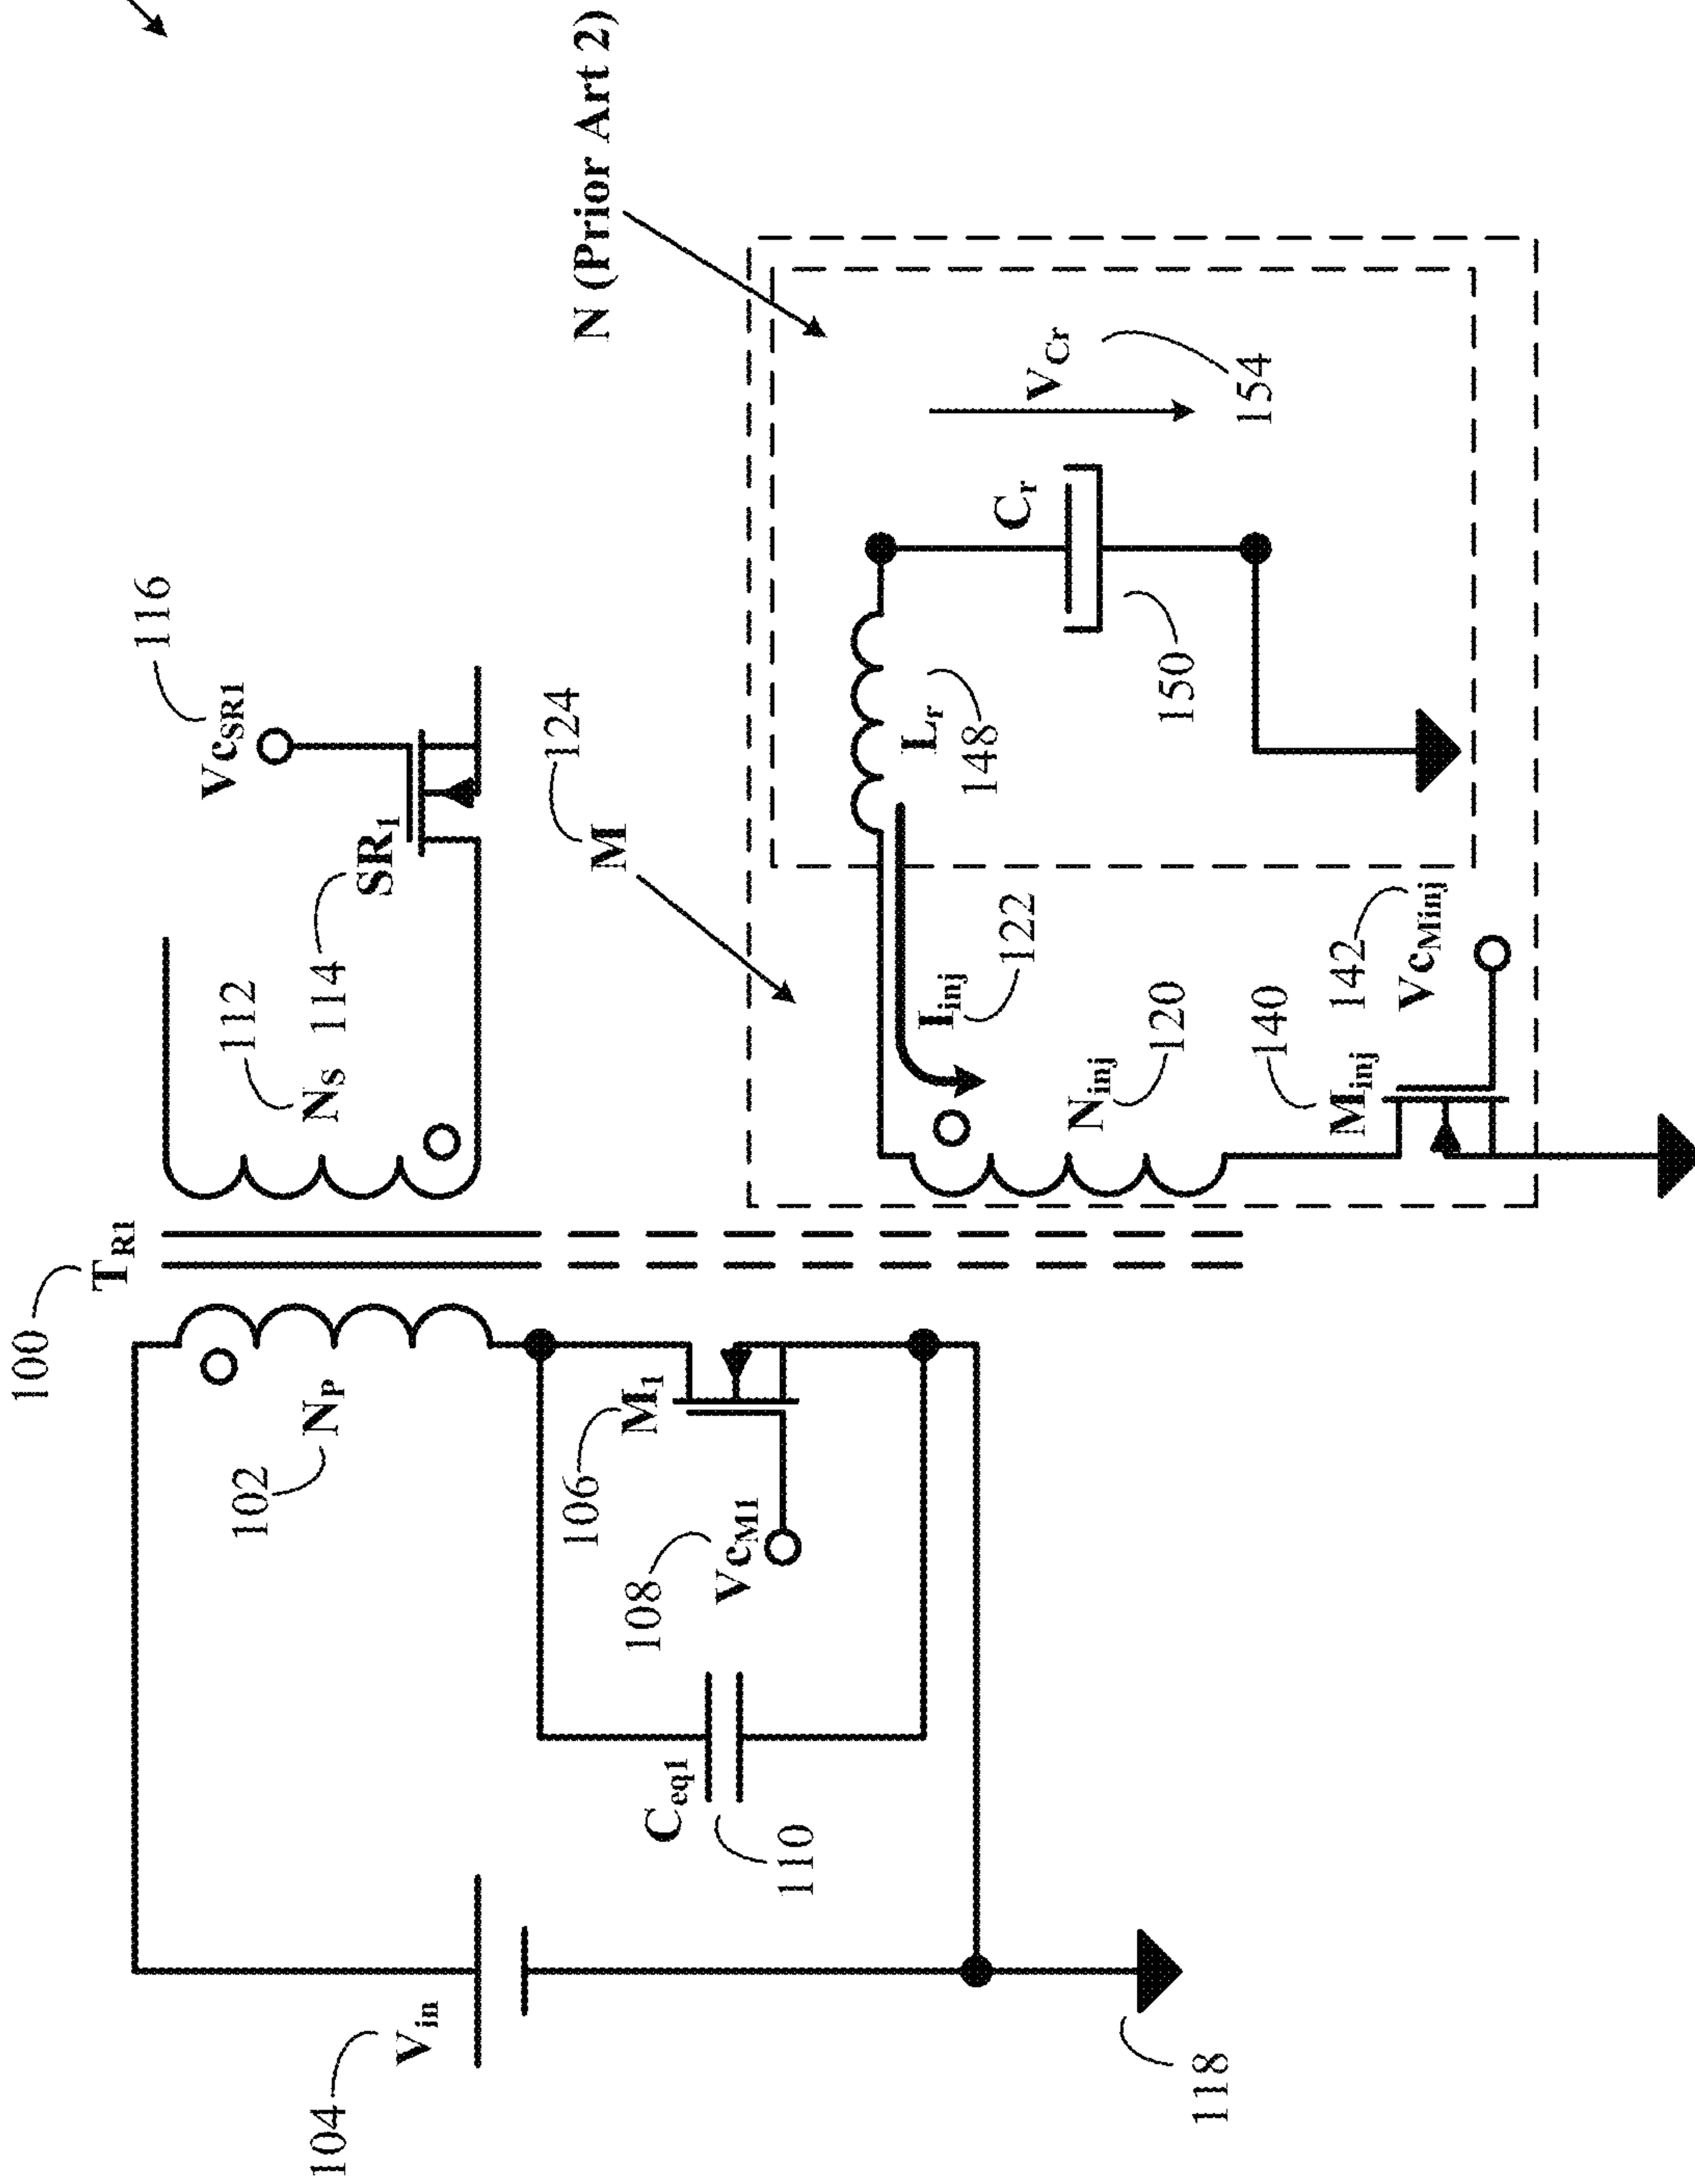 100
T_R1
102
N_P
104
V_in
106
M_1
108
Vc_M1
C_eq1
110
118
112
N_S
114
SR_1
116
Vc_SR1
124
M
N (Prior Art 2)
I_inj
122
N_inj
120
140
M_inj
142
Vc_Minj
L_r
148
C_r
150
V_Cr
154